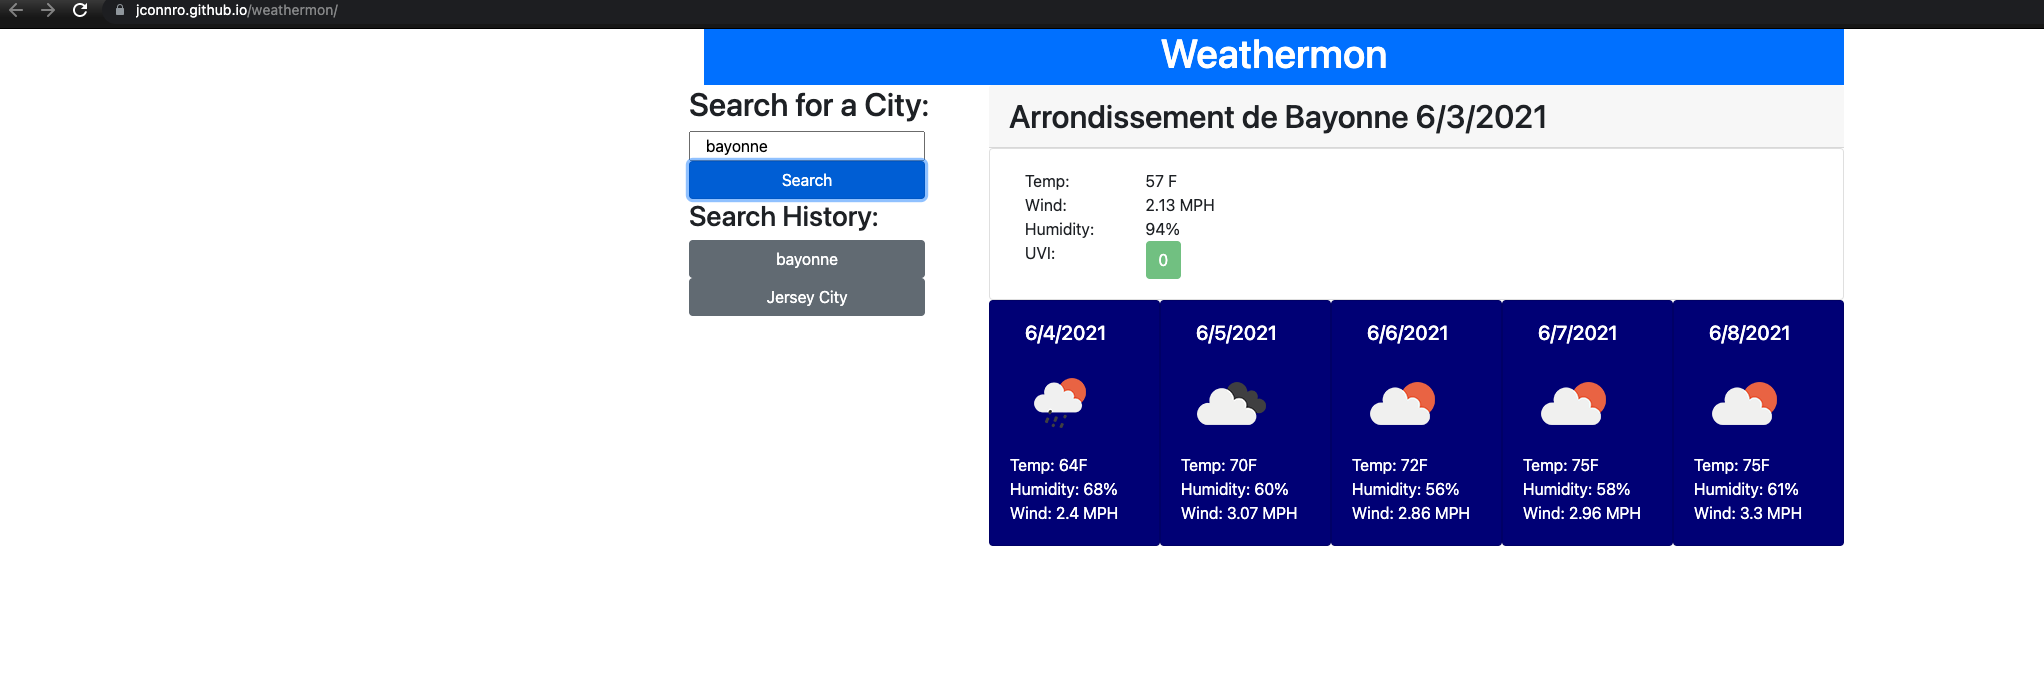 jconnro.github.io/weathermon/
Weathermon
Search for a City:
bayonne
Search
Search History:
bayonne
Jersey City
Arrondissement de Bayonne 6/3/2021
Temp: 57 F
Wind: 2.13 MPH
Humidity: 94%
UVI: 0
6/4/2021
Temp: 64F
Humidity: 68%
Wind: 2.4 MPH
6/5/2021
Temp: 70F
Humidity: 60%
Wind: 3.07 MPH
6/6/2021
Temp: 72F
Humidity: 56%
Wind: 2.86 MPH
6/7/2021
Temp: 75F
Humidity: 58%
Wind: 2.96 MPH
6/8/2021
Temp: 75F
Humidity: 61%
Wind: 3.3 MPH